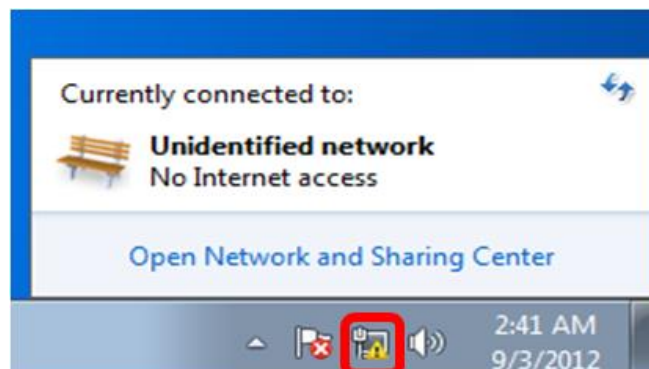 Currently connected to:
Unidentified network
No Internet access
Open Network and Sharing Center
2:41 AM
9/3/2012